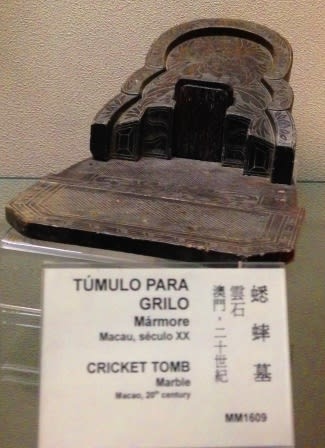 TÚMULO PARA
GRILO
Mármore
Macau, século XX
CRICKET TOMB
Marble
Macao, 20th century
蟋蟀墓
雲石
澳門·二十世紀
MM1609